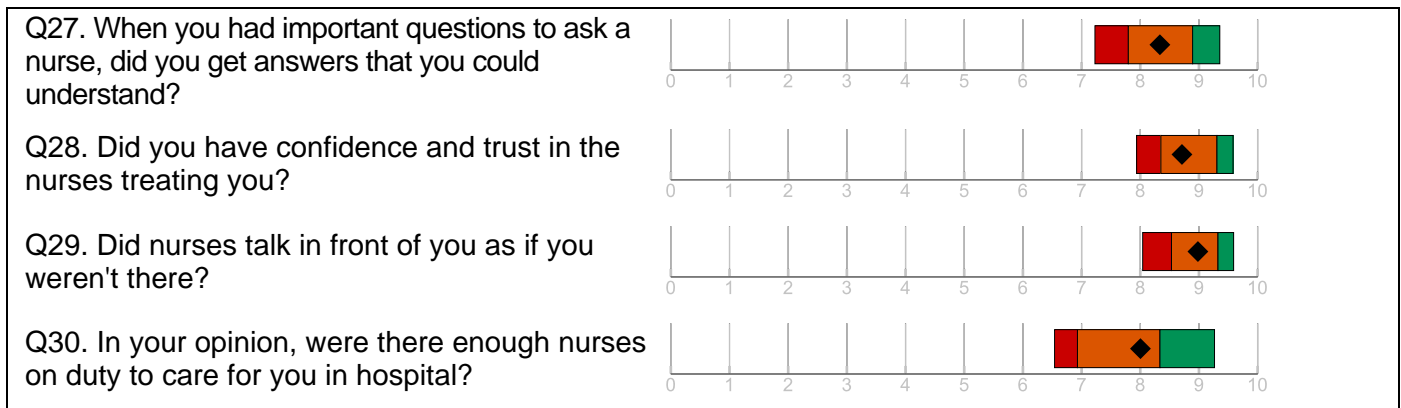 Q27. When you had important questions to ask a
nurse, did you get answers that you could
understand?
0 1 2 3 4 5 6 7 8 9 10
Q28. Did you have confidence and trust in the
nurses treating you?
0 1 2 3 4 5 6 7 8 9 10
Q29. Did nurses talk in front of you as if you
weren't there?
0 1 2 3 4 5 6 7 8 9 10
Q30. In your opinion, were there enough nurses
on duty to care for you in hospital?
0 1 2 3 4 5 6 7 8 9 10